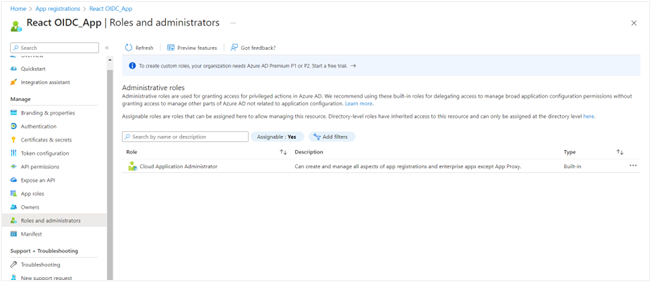 Home > App registrations > React OIDC_App
React OIDC_App | Roles and administrators ...
Search
Refresh
Preview features
Got feedback?
Overview
Quickstart
Integration assistant
Manage
Branding & properties
Authentication
Certificates & secrets
Token configuration
API permissions
Expose an API
App roles
Owners
Roles and administrators
Manifest
Support + Troubleshooting
Troubleshooting
New support request
To create custom roles, your organization needs Azure AD Premium P1 or P2. Start a free trial. →
Administrative roles
Administrative roles are used for granting access for privileged actions in Azure AD. We recommend using these built-in roles for delegating access to manage broad application configuration permissions without
granting access to manage other parts of Azure AD not related to application configuration. Learn more.
Assignable roles are roles that can be assigned here to allow managing this resource. Directory-level roles have inherited access to this resource and can only be assigned at the directory level here.
Search by name or description
Assignable : Yes
Add filters
Role Description Type
Cloud Application Administrator Can create and manage all aspects of app registrations and enterprise apps except App Proxy. Built-in ...